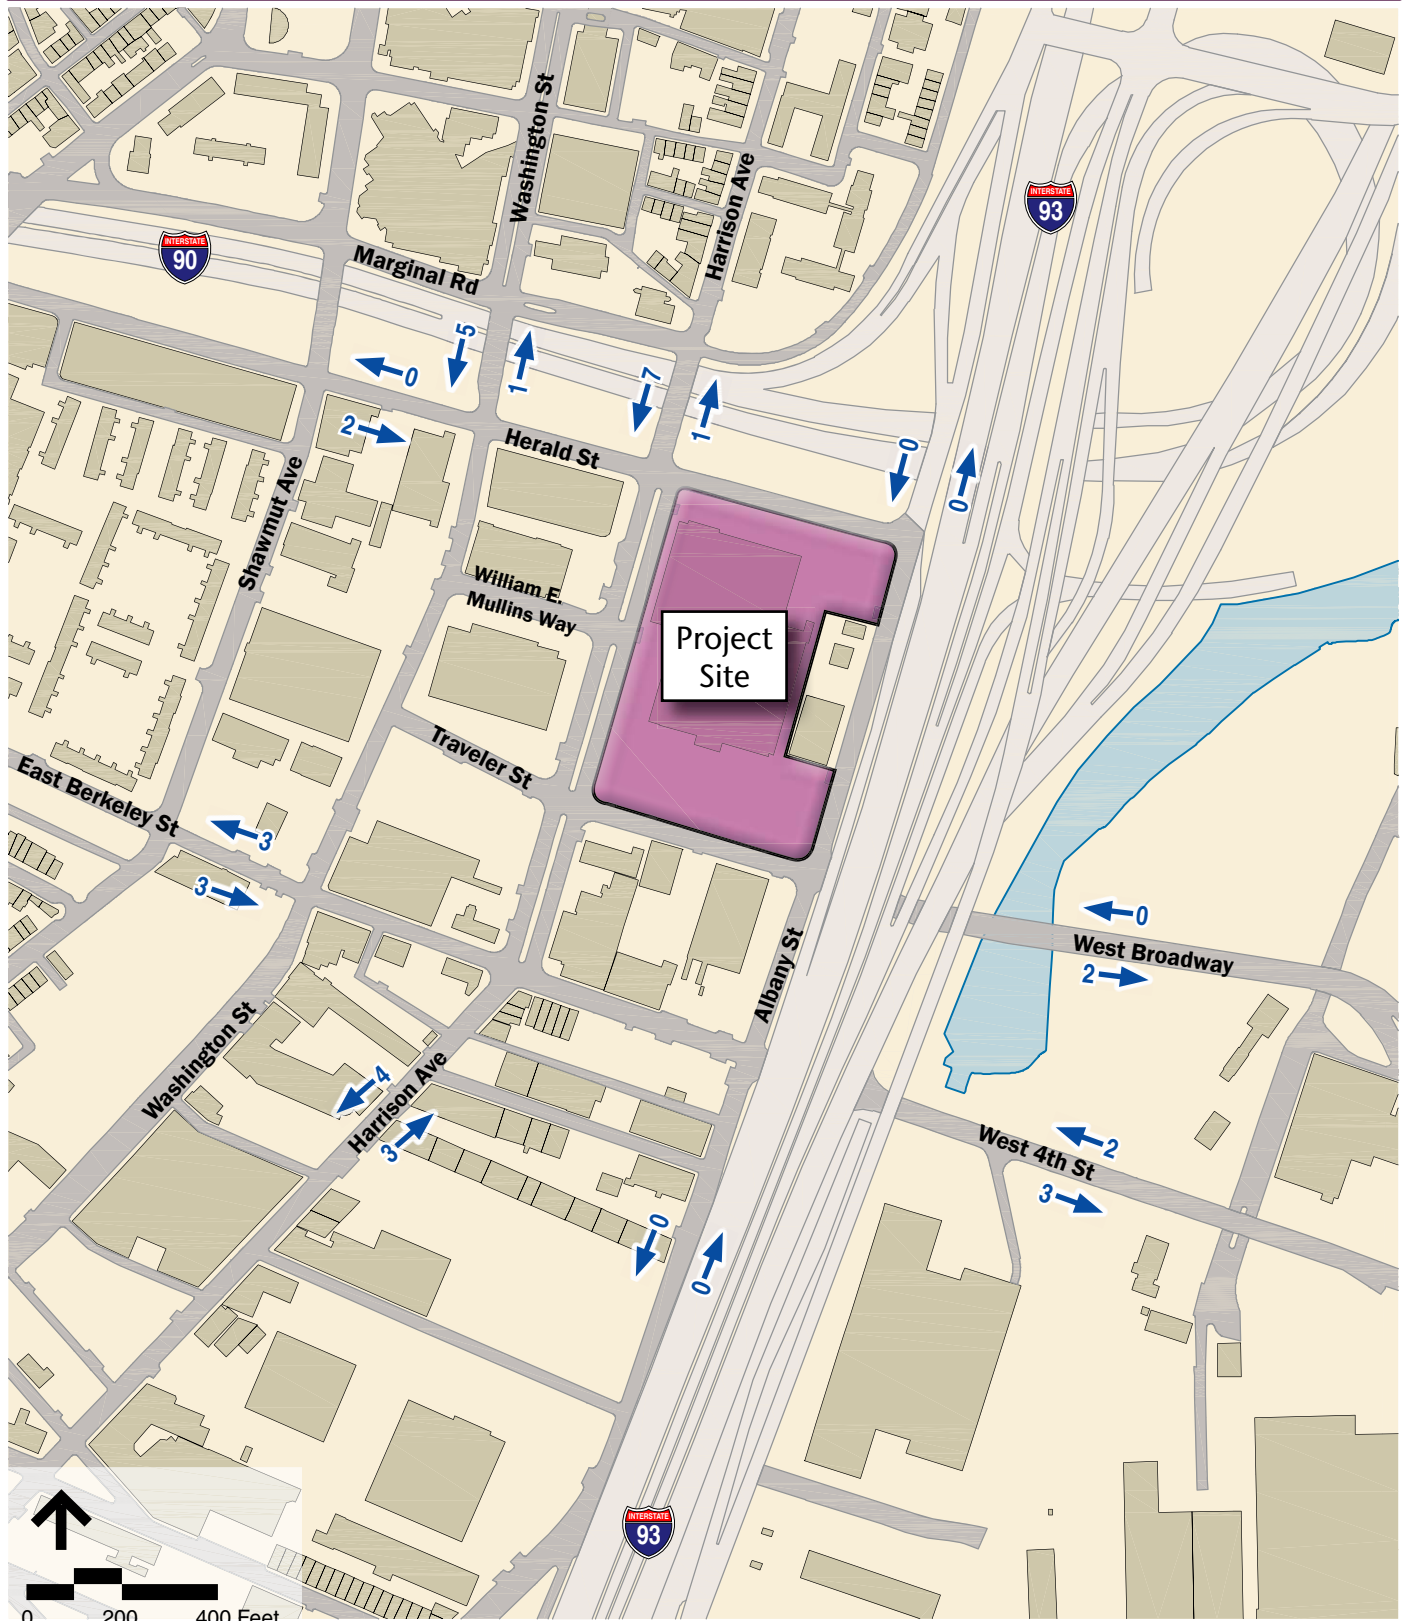 Washington St
Harrison Ave
INTERSTATE
93
INTERSTATE
90
Marginal Rd
5
1
0
7
1
2
Herald St
0
0
Shawmut Ave
William E.
Mullins Way
Project
Site
Traveler St
East Berkeley St
3
3
0
West Broadway
2
Albany St
Washington St
Harrison Ave
4
3
2
West 4th St
3
0
0
INTERSTATE
93
0 200 400 Feet